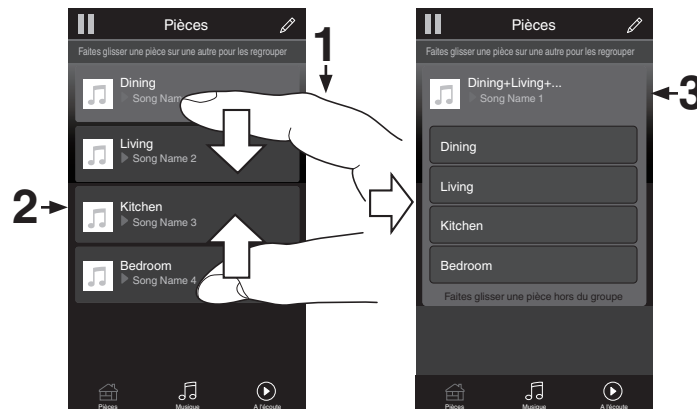 Pièces
Faites glisser une pièce sur une autre pour les regrouper
1
Dining
Song Nam
Living
Song Name 2
2
Kitchen
Song Name 3
Bedroom
Song Name 4
Pièces
Musique
A l'écoute
Pièces
Faites glisser une pièce sur une autre pour les regrouper
Dining+Living+...
Song Name 1
3
Dining
Living
Kitchen
Bedroom
Faites glisser une pièce hors du groupe
Pièces
Musique
A l'écoute